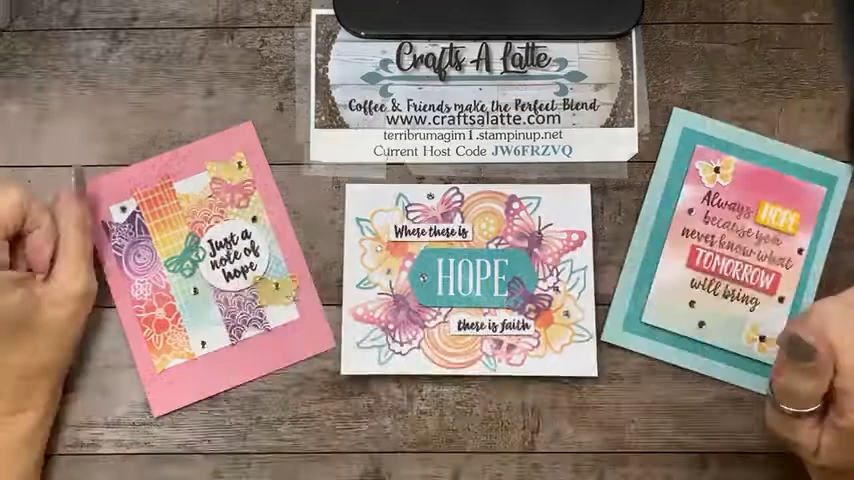 Crafts A Latte
Coffee & Friends make the Perfect Blend
www.craftsalatte.com
terribrumagim1.stampinup.net
Current Host Code JW6FRZVQ
Just a
note of
hope
Where there is
HOPE
there is faith
Always HOPE
because you
never know what
TOMORROW
will bring